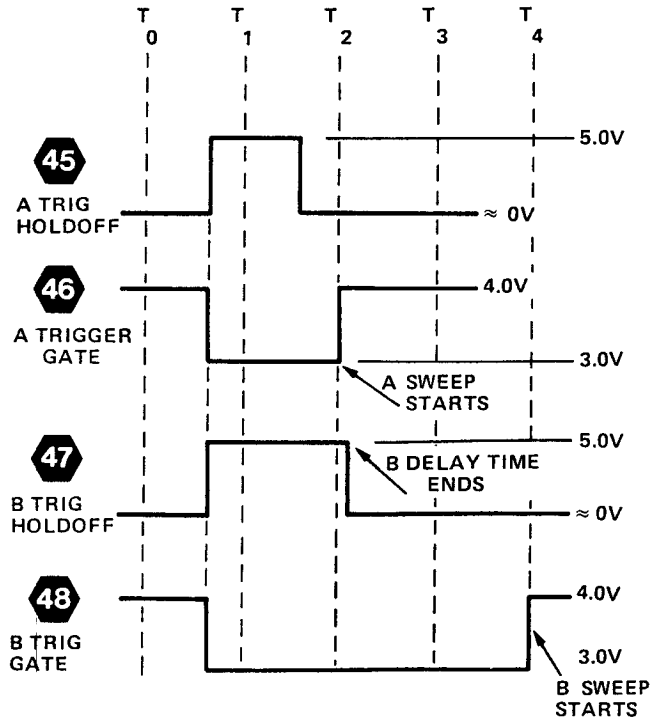 T T T T T
0 1 2 3 4
45
5.0V
A TRIG
HOLDOFF
≈ 0V
46
4.0V
A TRIGGER
GATE
3.0V
A SWEEP
STARTS
47
5.0V
B DELAY TIME
ENDS
B TRIG
HOLDOFF
≈ 0V
48
4.0V
B TRIG
GATE
3.0V
B SWEEP
STARTS